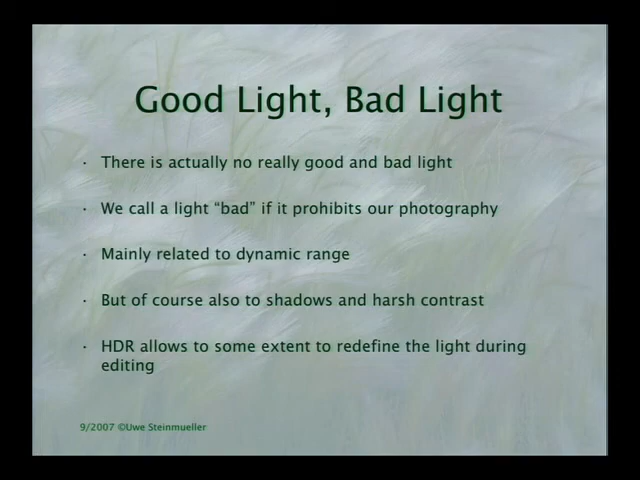 Good Light, Bad Light
· There is actually no really good and bad light
· We call a light “bad” if it prohibits our photography
· Mainly related to dynamic range
· But of course also to shadows and harsh contrast
· HDR allows to some extent to redefine the light during
editing
9/2007 ©Uwe Steinmueller